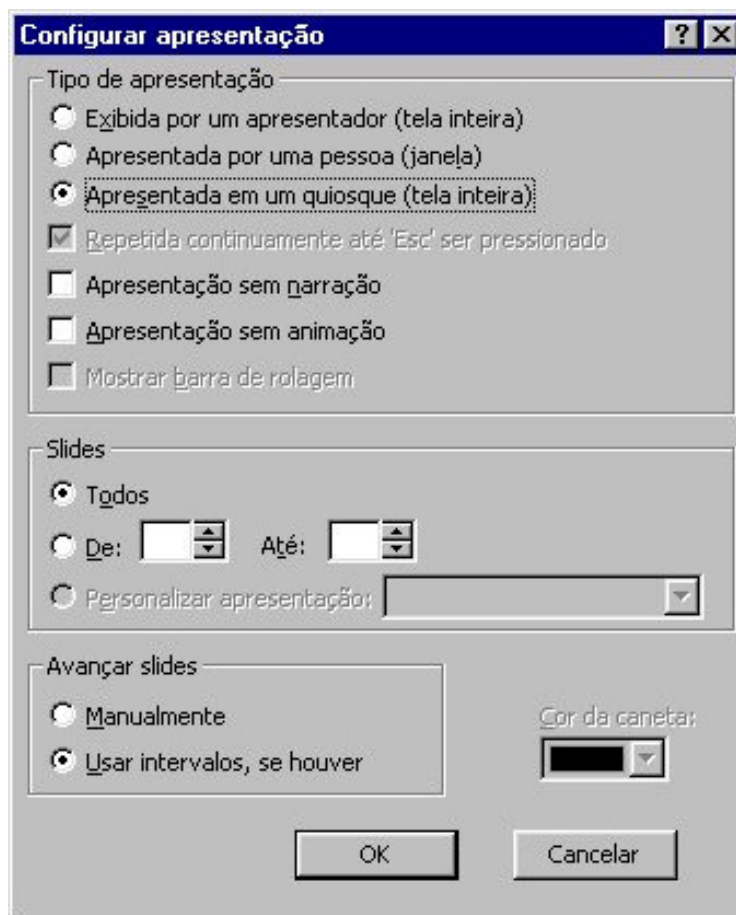 Configurar apresentação
Tipo de apresentação
Exibida por um apresentador (tela inteira)
Apresentada por uma pessoa (janela)
Apresentada em um quiosque (tela inteira)
Repetida continuamente até 'Esc' ser pressionado
Apresentação sem narração
Apresentação sem animação
Mostrar barra de rolagem
Slides
Todos
De: Até:
Personalizar apresentação:
Avançar slides
Manualmente
Cor da caneta:
Usar intervalos, se houver
OK Cancelar